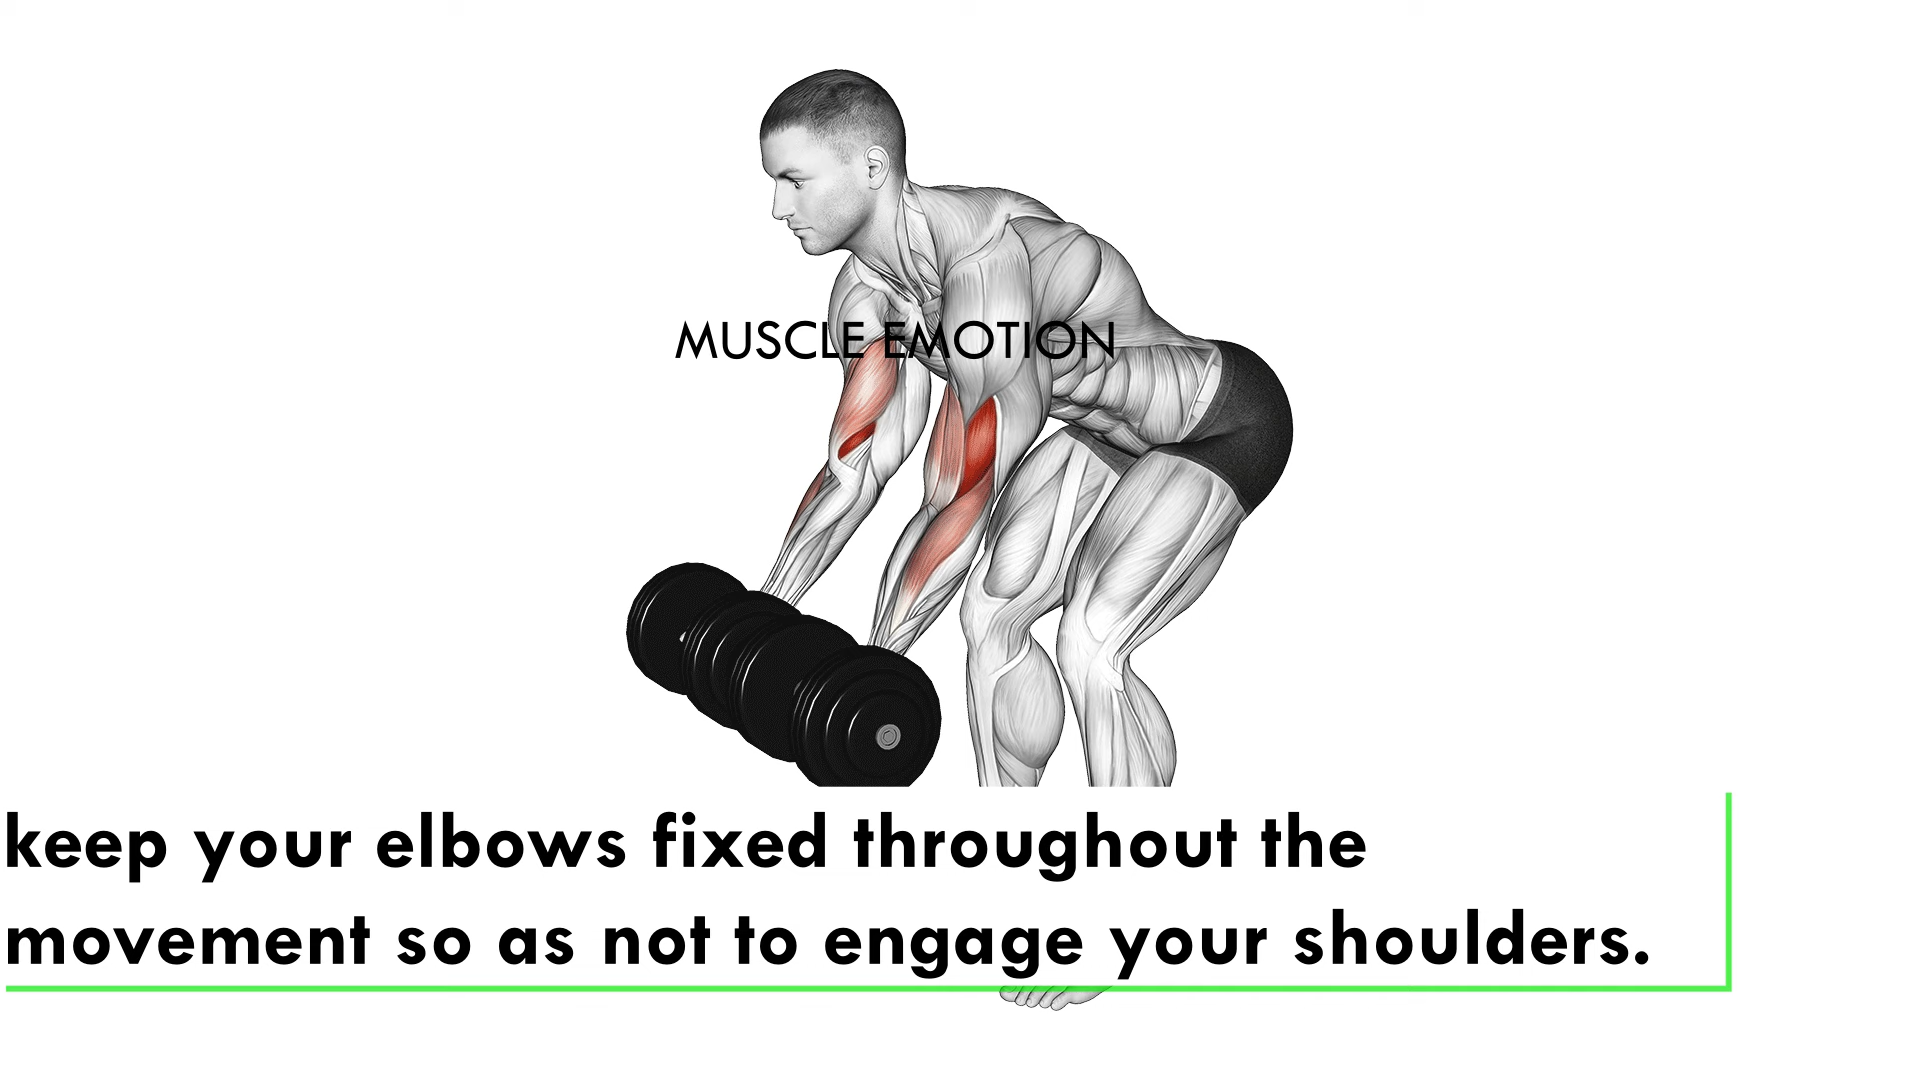 MUSCLE EMOTION
keep your elbows fixed throughout the
movement so as not to engage your shoulders.